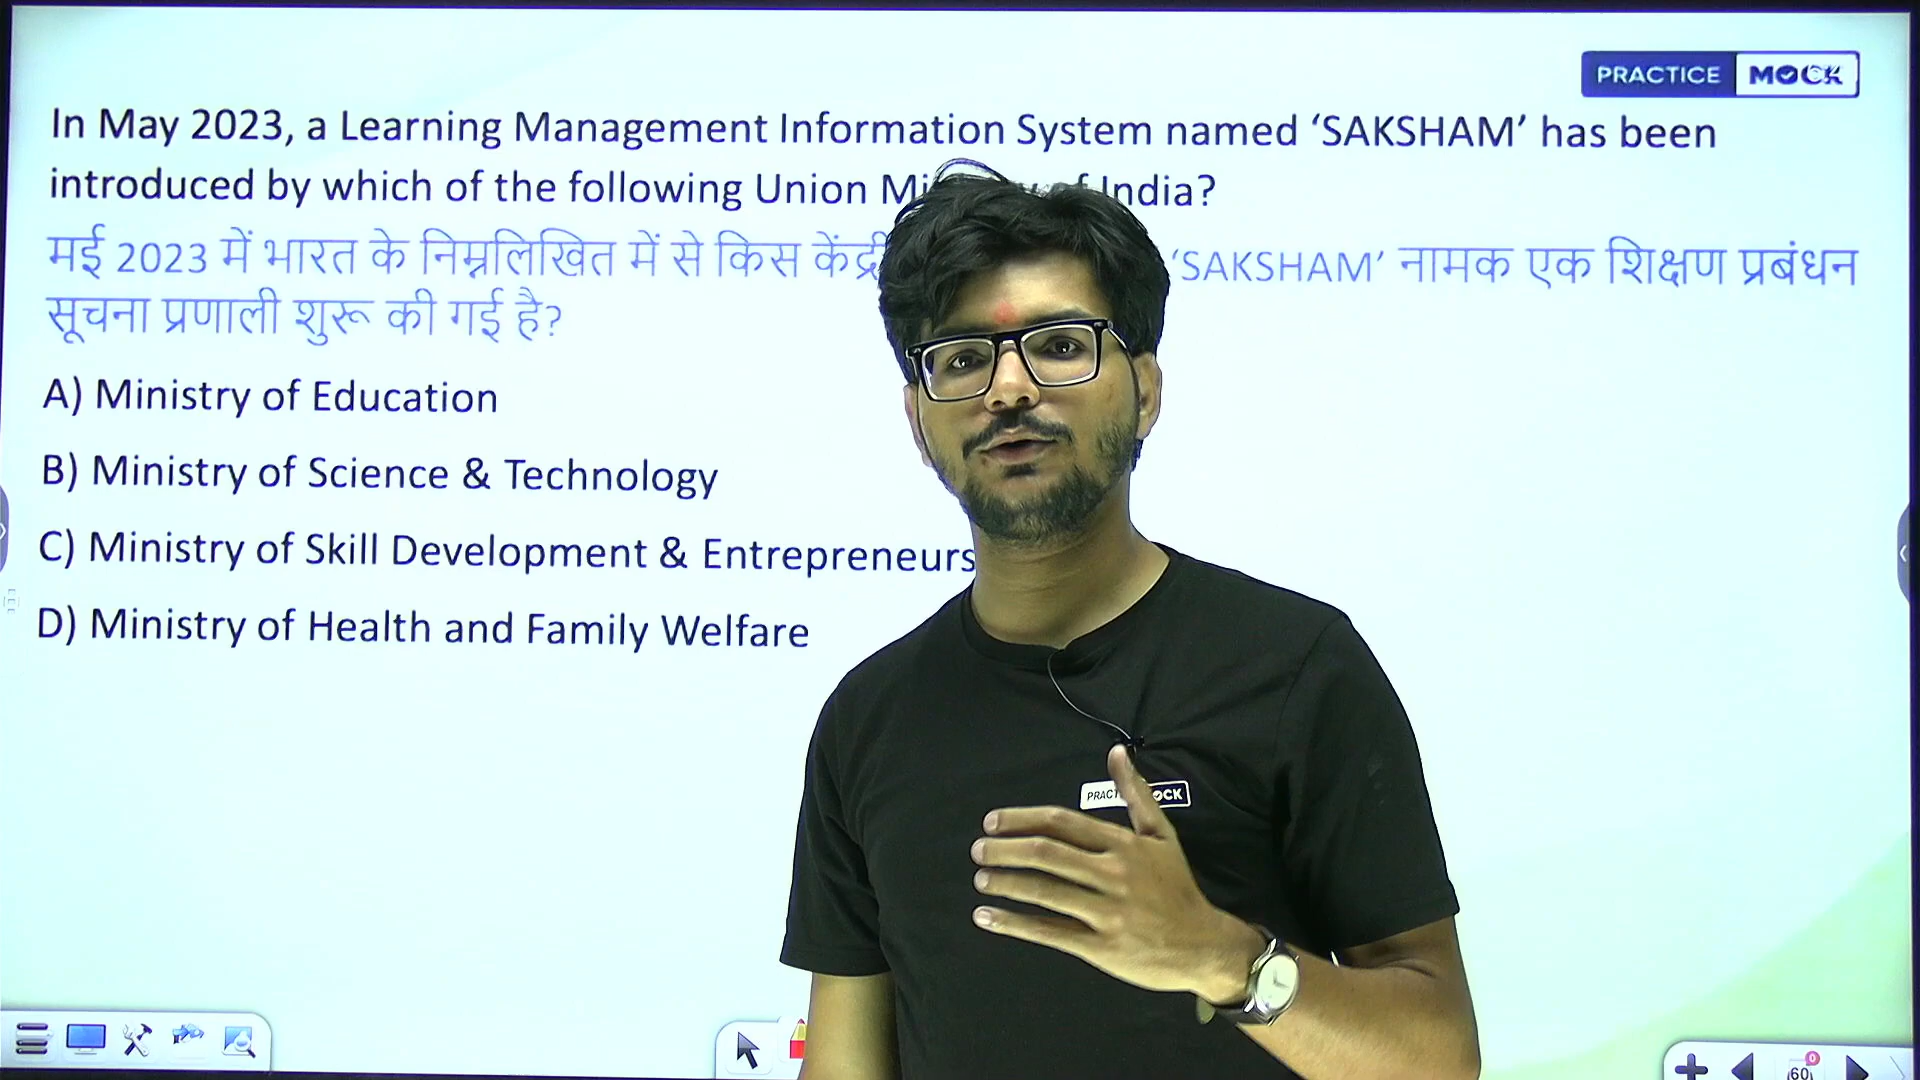 PRACTICE MOCK
In May 2023, a Learning Management Information System named ‘SAKSHAM’ has been
introduced by which of the following Union of India?
मई 2023 में भारत के निम्नलिखित में से किस ‘SAKSHAM’ नामक एक शिक्षण प्रबंधन
सूचना प्रणाली शुरू की गई है?
A) Ministry of Education
B) Ministry of Science & Technology
C) Ministry of Skill Development & Entrepreneurs
D) Ministry of Health and Family Welfare
60